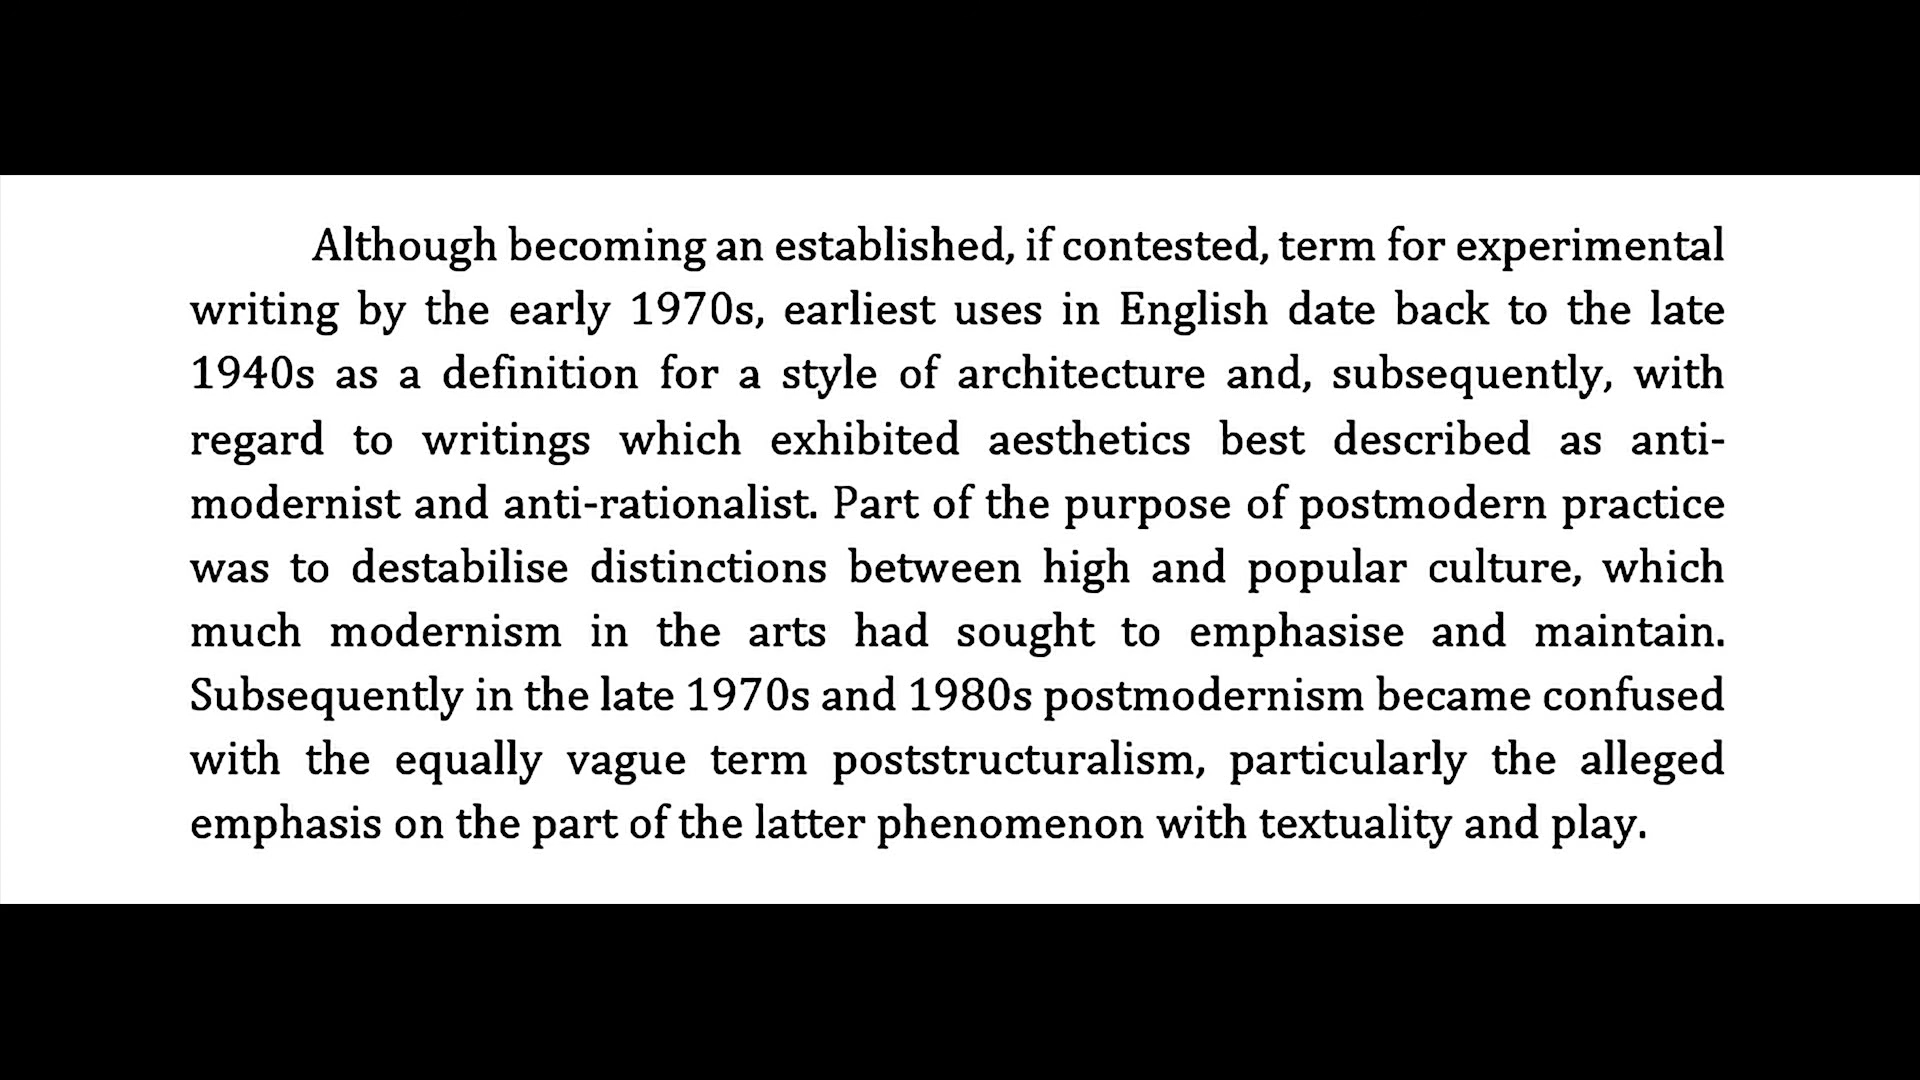 Although becoming an established, if contested, term for experimental
writing by the early 1970s, earliest uses in English date back to the late
1940s as a definition for a style of architecture and, subsequently, with
regard to writings which exhibited aesthetics best described as anti-
modernist and anti-rationalist. Part of the purpose of postmodern practice
was to destabilise distinctions between high and popular culture, which
much modernism in the arts had sought to emphasise and maintain.
Subsequently in the late 1970s and 1980s postmodernism became confused
with the equally vague term poststructuralism, particularly the alleged
emphasis on the part of the latter phenomenon with textuality and play.